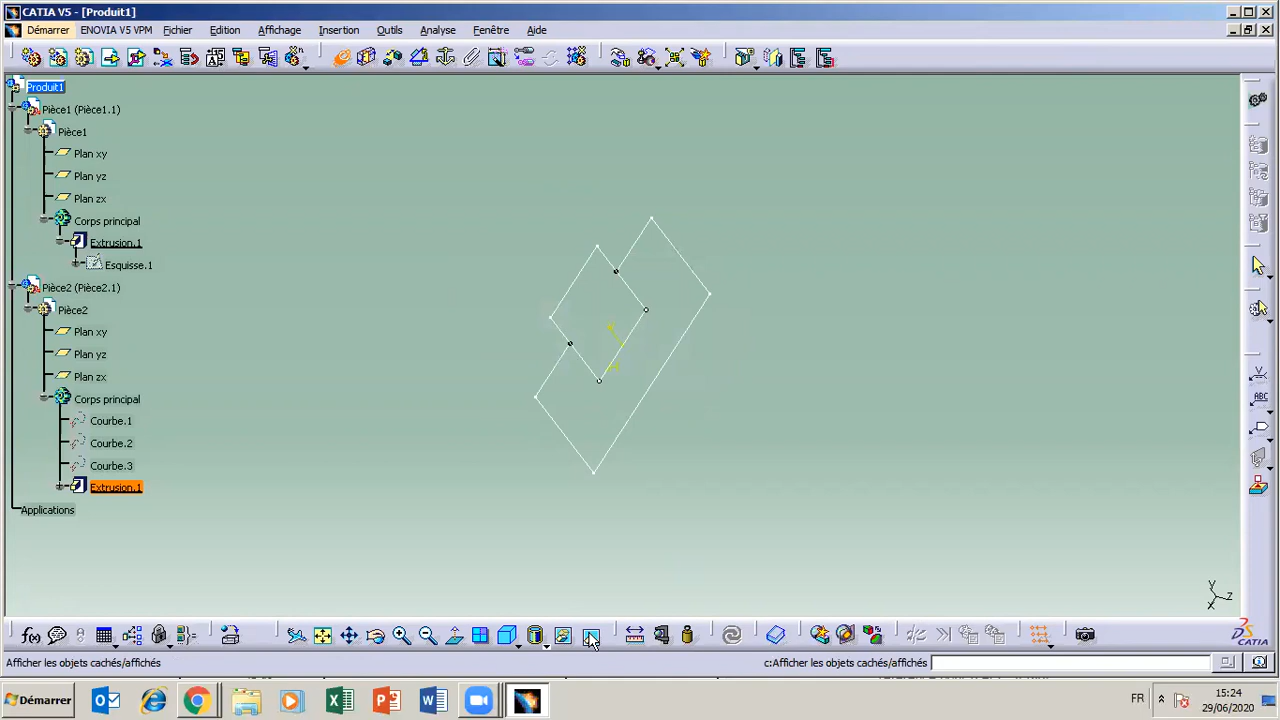 CATIA V5 - [Produit1]
Démarrer ENOVIA V5 VPM Fichier Edition Affichage Insertion Outils Analyse Fenêtre Aide
Produit1
Pièce1 (Pièce1.1)
Pièce1
Plan xy
Plan yz
Plan zx
Corps principal
Extrusion.1
Esquisse.1
Pièce2 (Pièce2.1)
Pièce2
Plan xy
Plan yz
Plan zx
Corps principal
Courbe.1
Courbe.2
Courbe.3
Extrusion.1
Applications
ABC
y
z
x
f(x)
DASSAULT SYSTEMES
Afficher les objets cachés/affichés
c:Afficher les objets cachés/affichés
Démarrer
FR
15:24
29/06/2020